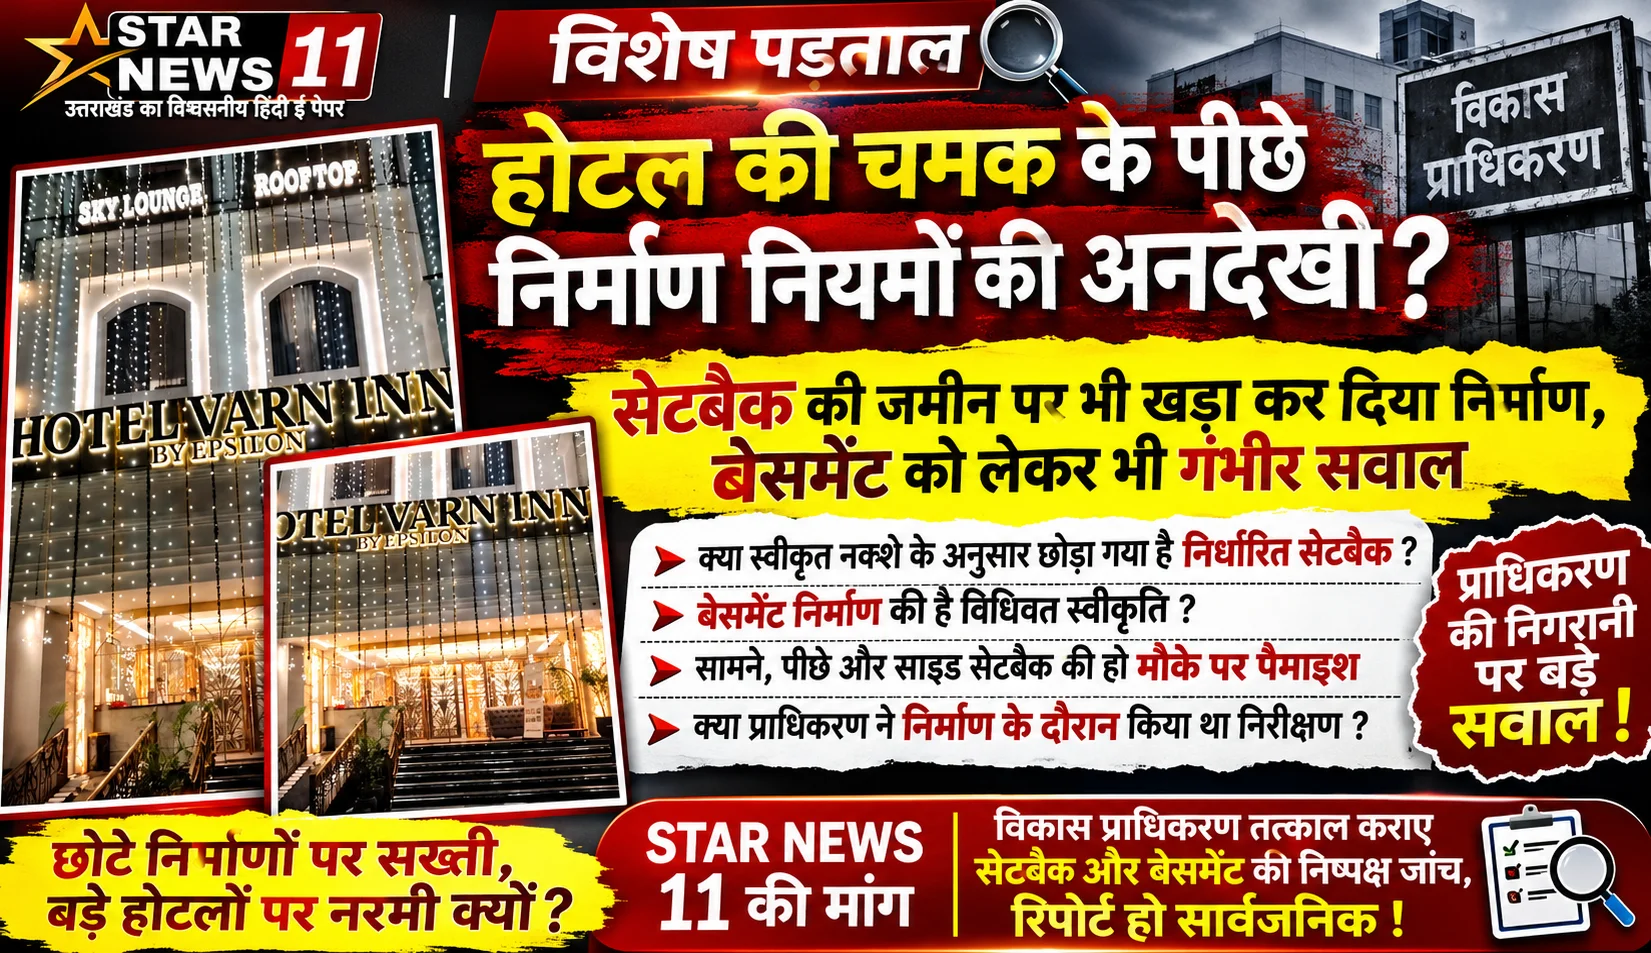 STAR
NEWS 11
उत्तराखंड का विश्वसनीय हिंदी ई पेपर
विशेष पड़ताल
विकास
प्राधिकरण
होटल की चमक के पीछे
निर्माण नियमों की अनदेखी?
SKY LOUNGE
ROOFTOP
HOTEL VARN INN
BY EPSILON
OTEL VARN INN
BY EPSILON
सेटबैक की जमीन पर भी खड़ा कर दिया निर्माण,
बेसमेंट को लेकर भी गंभीर सवाल
क्या स्वीकृत नक्शे के अनुसार छोड़ा गया है निर्धारित सेटबैक ?
बेसमेंट निर्माण की है विधिवत स्वीकृति ?
सामने, पीछे और साइड सेटबैक की हो मौके पर पैमाइश
क्या प्राधिकरण ने निर्माण के दौरान किया था निरीक्षण ?
प्राधिकरण
की निगरानी
पर बड़े
सवाल !
छोटे निर्माणों पर सख्ती,
बड़े होटलों पर नरमी क्यों ?
STAR NEWS
11 की मांग
विकास प्राधिकरण तत्काल कराए
सेटबैक और बेसमेंट की निष्पक्ष जांच,
रिपोर्ट हो सार्वजनिक !